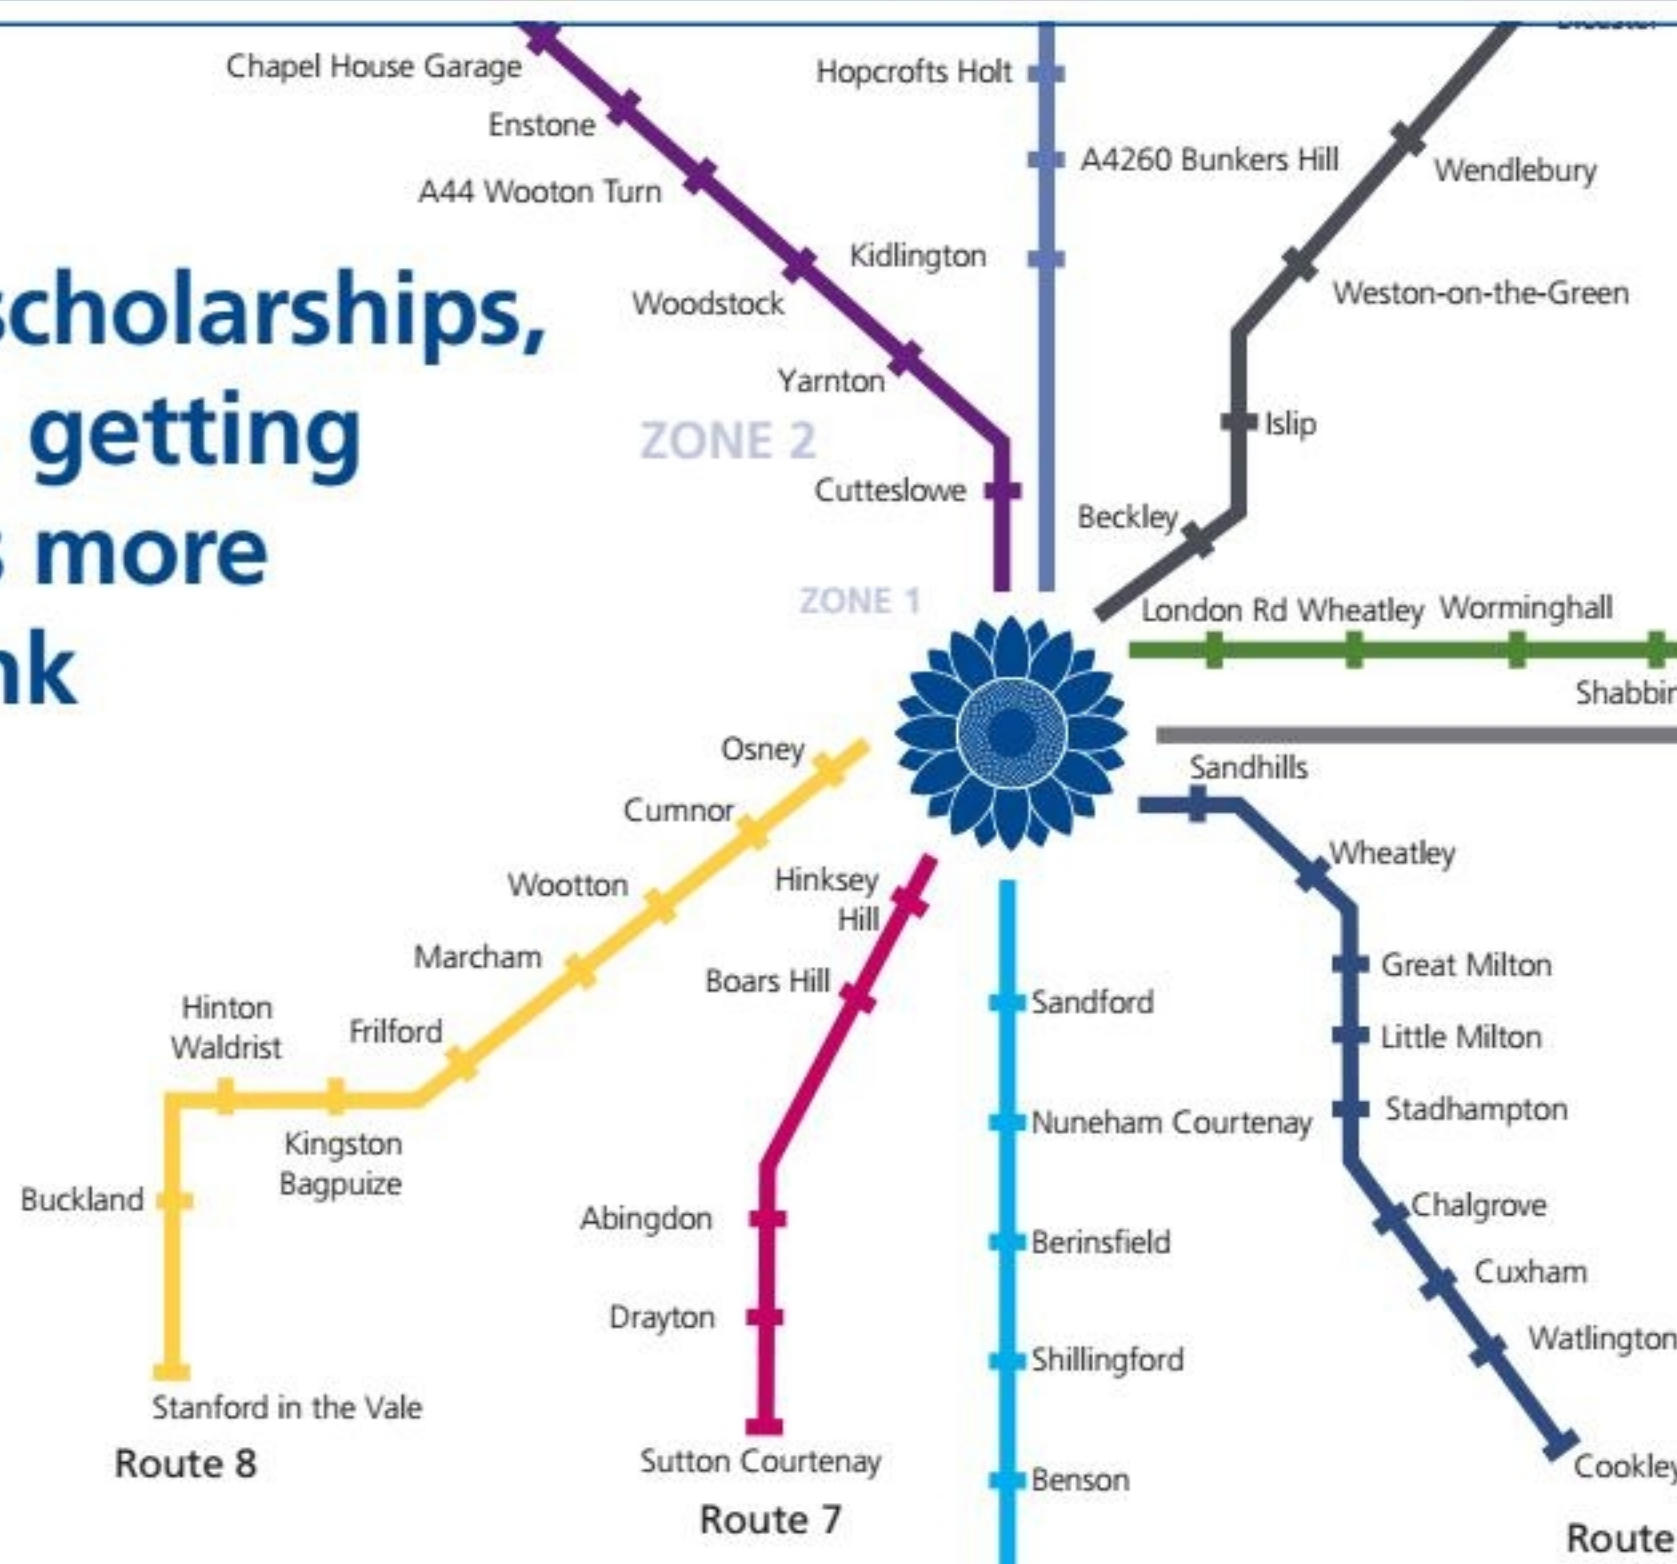 Chapel House Garage
Enstone
A44 Wooton Turn
Woodstock
Yarnton
Cutteslowe
Hopcrofts Holt
A4260 Bunkers Hill
Kidlington
Wendlebury
Weston-on-the-Green
Islip
Beckley
scholarships,
getting
more
ZONE 2
ZONE 1
London Rd Wheatley Worminghall
Sandhills
Wheatley
Great Milton
Little Milton
Stadhampton
Chalgrove
Cuxham
Watlington
Cookley
Route
Osney
Cumnor
Wootton
Marcham
Frilford
Hinton
Waldrist
Kingston
Bagpuize
Buckland
Stanford in the Vale
Route 8
Hinksey
Hill
Boars Hill
Abingdon
Drayton
Sutton Courtenay
Route 7
Sandford
Nuneham Courtenay
Berinsfield
Shillingford
Benson